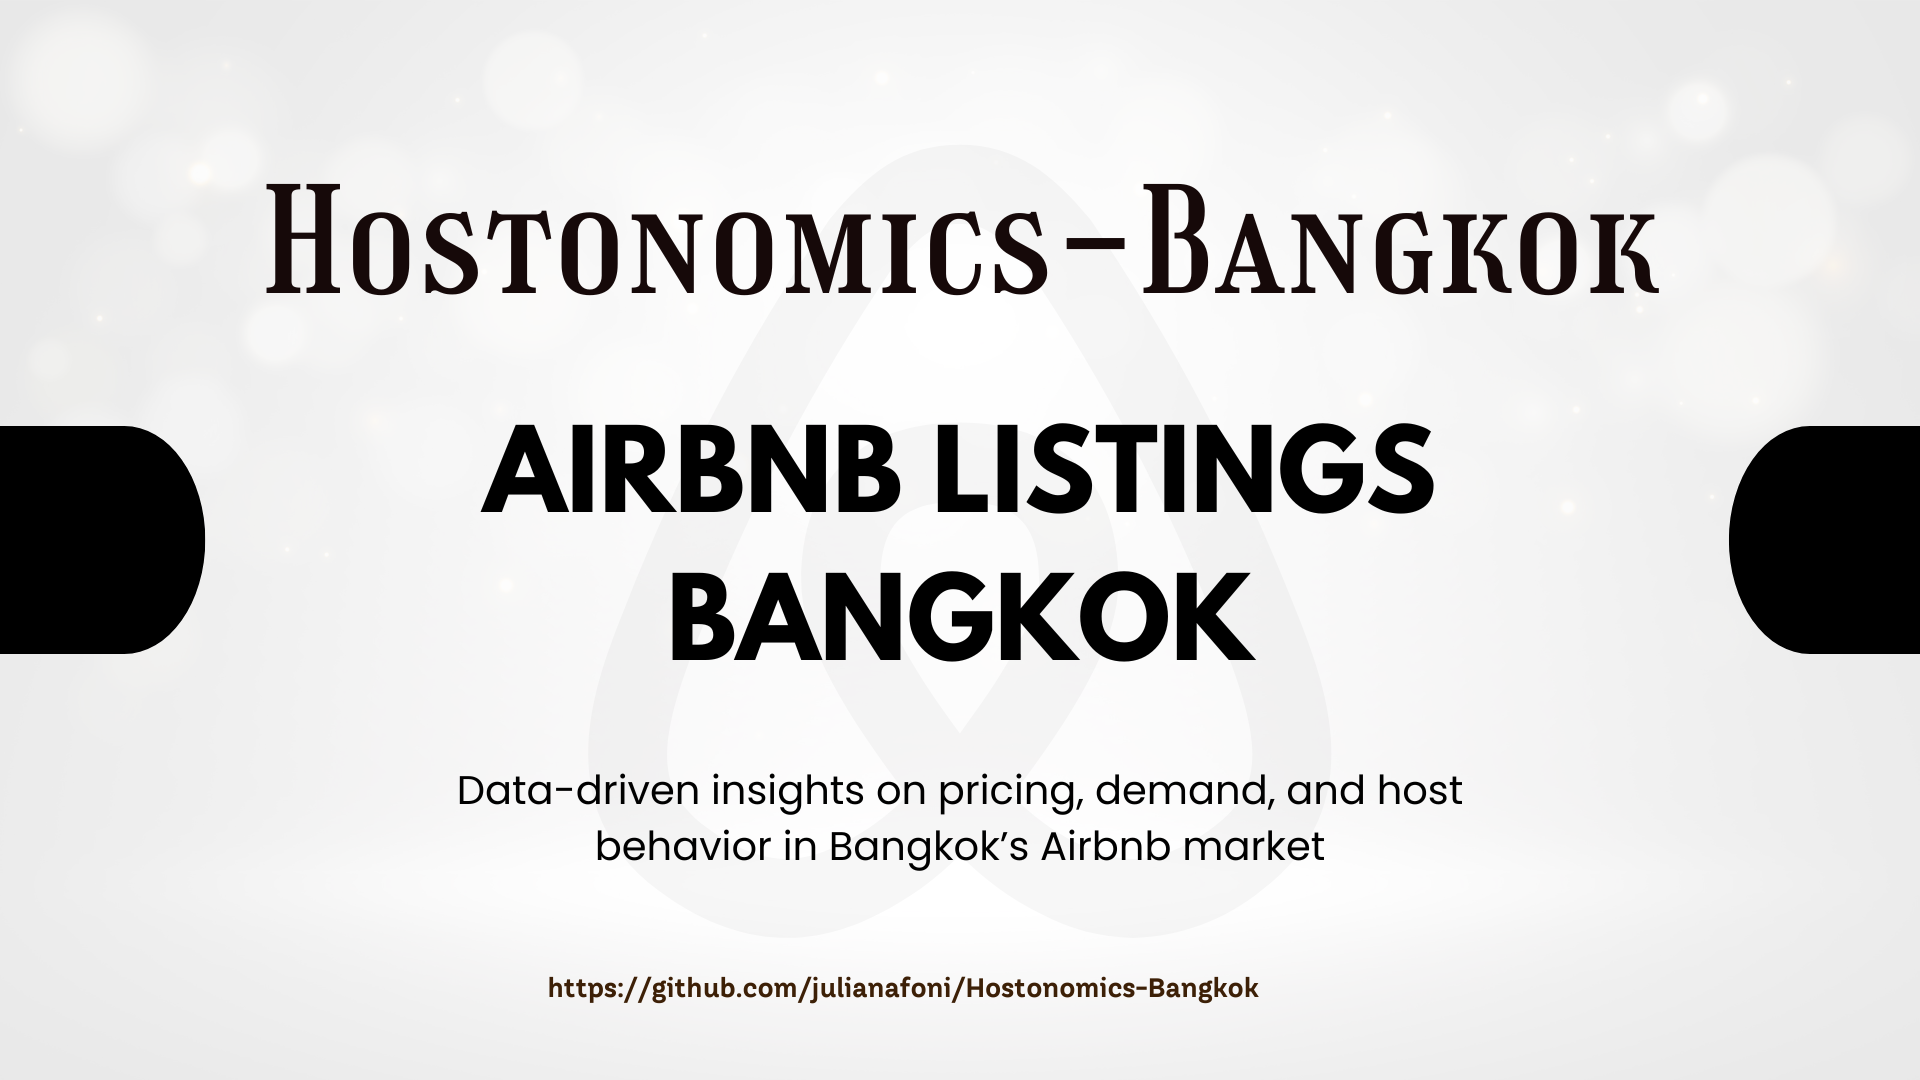 Hostonomics-Bangkok
AIRBNB LISTINGS
BANGKOK
Data-driven insights on pricing, demand, and host
behavior in Bangkok’s Airbnb market
https://github.com/julianafoni/Hostonomics-Bangkok